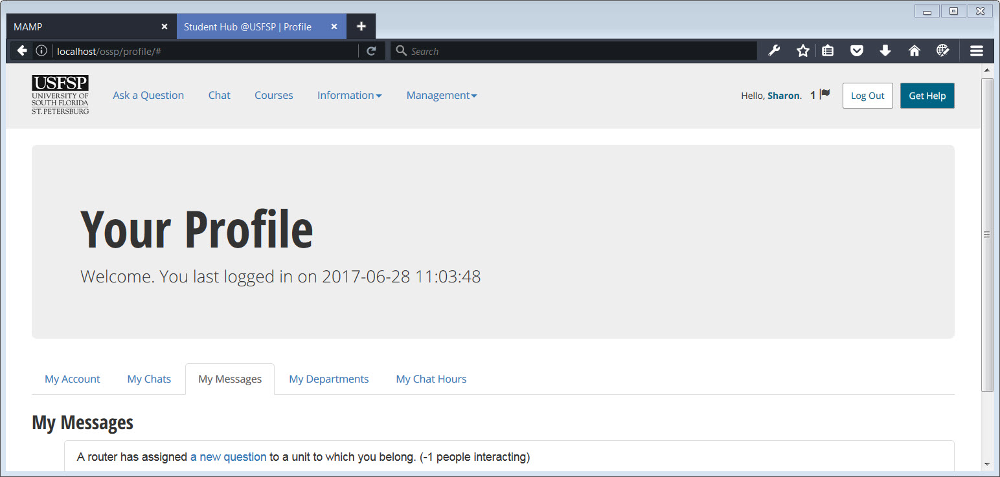 MAMP
Student Hub @USFSP | Profile
localhost/ossp/profile/#
Search
USFSP
UNIVERSITY OF
SOUTH FLORIDA
ST. PETERSBURG
Ask a Question Chat Courses Information Management
Hello, Sharon. 1 Log Out Get Help
Your Profile
Welcome. You last logged in on 2017-06-28 11:03:48
My Account My Chats My Messages My Departments My Chat Hours
My Messages
A router has assigned a new question to a unit to which you belong. (-1 people interacting)